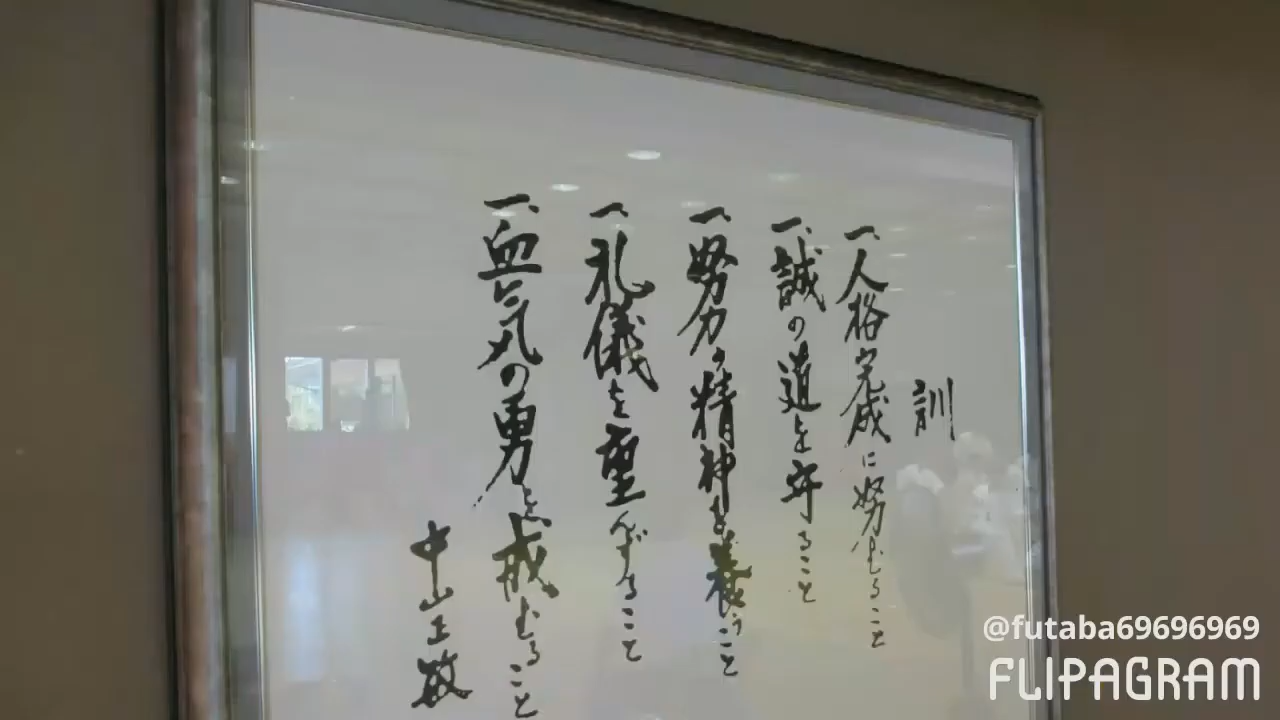 訓
一、人格完成に努むること
一、誠の道を守ること
一、努力の精神を養うこと
一、礼儀を重んずること
一、血気の勇を戒むること
中山正敏
@futaba69696969
FLIPAGRAM